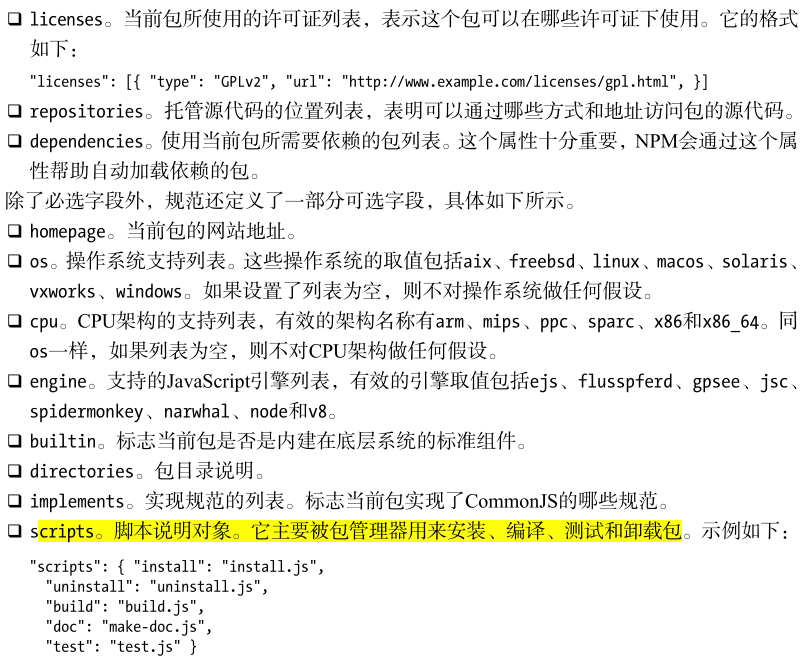 ❑ licenses。当前包所使用的许可证列表，表示这个包可以在哪些许可证下使用。它的格式
如下：
"licenses": [{ "type": "GPLv2", "url": "http://www.example.com/licenses/gpl.html", }]
❑ repositories。托管源代码的位置列表，表明可以通过哪些方式和地址访问包的源代码。
❑ dependencies。使用当前包所需要依赖的包列表。这个属性十分重要，NPM会通过这个属
性帮助自动加载依赖的包。
除了必选字段外，规范还定义了一部分可选字段，具体如下所示。
❑ homepage。当前包的网站地址。
❑ os。操作系统支持列表。这些操作系统的取值包括aix、freebsd、linux、macos、solaris、
vxworks、windows。如果设置了列表为空，则不对操作系统做任何假设。
❑ cpu。CPU架构的支持列表，有效的架构名称有arm、mips、ppc、sparc、x86和x86_64。同
os一样，如果列表为空，则不对CPU架构做任何假设。
❑ engine。支持的JavaScript引擎列表，有效的引擎取值包括ejs、flusspferd、gpsee、jsc、
spidermonkey、narwhal、node和v8。
❑ builtin。标志当前包是否是内建在底层系统的标准组件。
❑ directories。包目录说明。
❑ implements。实现规范的列表。标志当前包实现了CommonJS的哪些规范。
❑ scripts。脚本说明对象。它主要被包管理器用来安装、编译、测试和卸载包。示例如下：
"scripts": { "install": "install.js",
"uninstall": "uninstall.js",
"build": "build.js",
"doc": "make-doc.js",
"test": "test.js" }